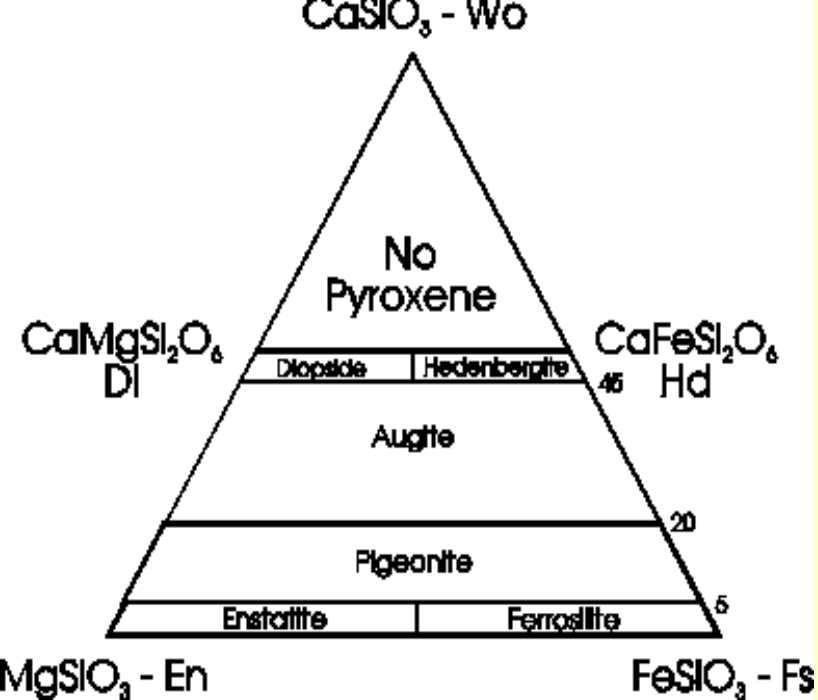 CaSiO₃ - Wo
No
Pyroxene
CaMgSi₂O₆
Di
CaFeSi₂O₆
Hd
Diopside
Hedenbergite
45
Augite
20
Pigeonite
5
Enstatite
Ferrosilite
MgSiO₃ - En
FeSiO₃ - Fs